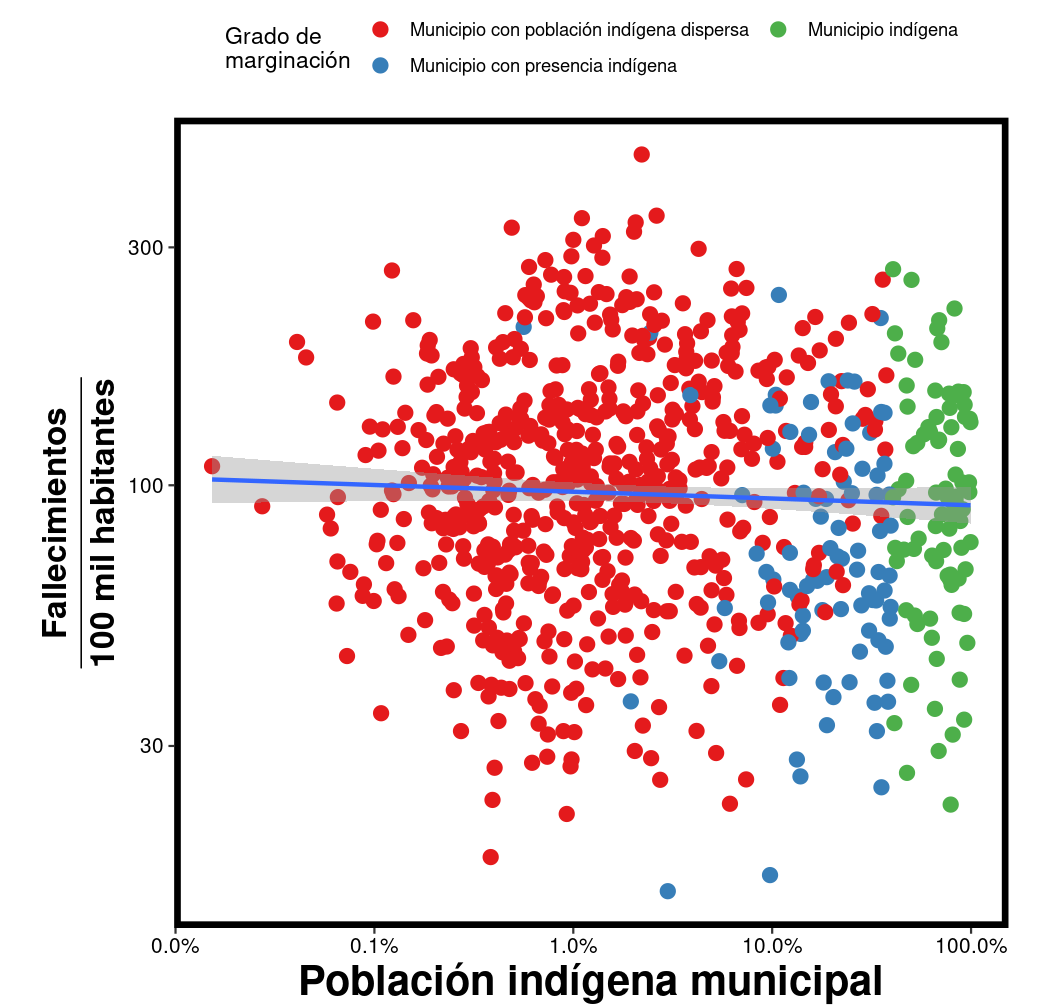 Grado de
marginación
Municipio con población indígena dispersa
Municipio indígena
Municipio con presencia indígena
Fallecimientos
100 mil habitantes
300
100
30
0.0%
0.1%
1.0%
10.0%
100.0%
Población indígena municipal